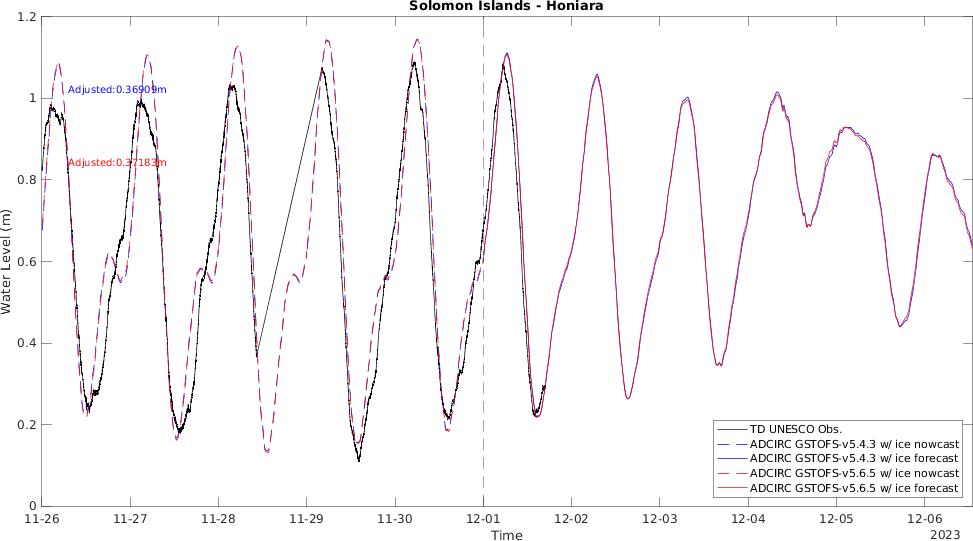 Solomon Islands - Honiara
1.2
1
0.8
0.6
0.4
0.2
0
Water Level (m)
Adjusted:0.36909m
Adjusted:0.37183m
TD UNESCO Obs.
ADCIRC GSTOFS-v5.4.3 w/ ice nowcast
ADCIRC GSTOFS-v5.4.3 w/ ice forecast
ADCIRC GSTOFS-v5.6.5 w/ ice nowcast
ADCIRC GSTOFS-v5.6.5 w/ ice forecast
11-26 11-27 11-28 11-29 11-30 12-01 12-02 12-03 12-04 12-05 12-06
Time
2023